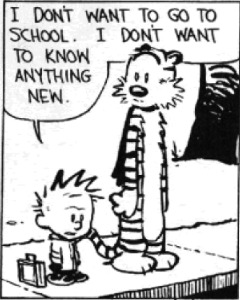 I DON'T WANT TO GO TO
SCHOOL. I DON'T WANT
TO KNOW
ANYTHING
NEW.